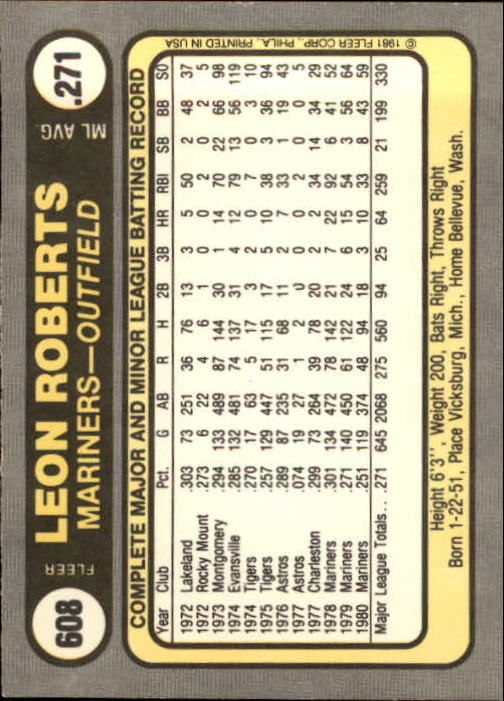 608
FLEER
LEON ROBERTS
MARINERS—OUTFIELD
ML AVG.
.271
COMPLETE MAJOR AND MINOR LEAGUE BATTING RECORD
Year Club Pct. G AB R H 2B 3B HR RBI SB BB SO
1972 Lakeland .303 73 251 36 76 13 3 5 50 2 48 37
1972 Rocky Mount .273 6 22 4 6 1 0 0 2 0 2 5
1973 Montgomery .294 133 489 87 144 30 1 14 70 22 66 98
1974 Evansville .285 132 481 74 137 31 4 12 79 13 56 119
1974 Tigers .270 17 63 5 17 3 2 0 7 0 3 10
1975 Tigers .257 129 447 51 115 17 5 10 38 3 36 94
1976 Astros .289 87 235 31 68 11 2 7 33 1 19 43
1977 Astros .074 19 27 1 2 0 0 0 2 0 1 5
1977 Charleston .299 73 264 39 78 20 2 7 34 14 34 29
1978 Mariners .301 134 472 78 142 21 7 22 92 6 41 52
1979 Mariners .271 140 450 61 122 24 6 15 54 3 56 64
1980 Mariners .251 119 374 48 94 18 3 10 33 8 43 59
Major League Totals. . .271 645 2068 275 560 94 25 64 259 21 199 330
Height 6'3'', Weight 200, Bats Right, Throws Right
Born 1-22-51, Place Vicksburg, Mich., Home Bellevue, Wash.
© 1981 FLEER CORP., PHILA., PRINTED IN USA